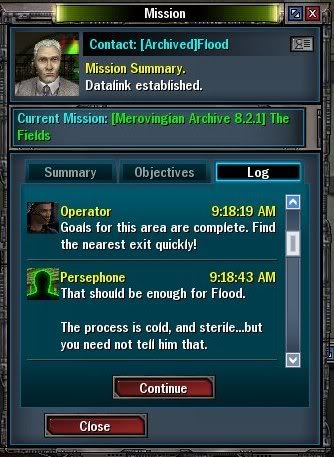 Mission
Contact: [Archived]Flood
Mission Summary.
Datalink established.
Current Mission: [Merovingian Archive 8.2.1] The
Fields
Summary
Objectives
Log
Operator 9:18:19 AM
Goals for this area are complete. Find
the nearest exit quickly!
Persephone 9:18:43 AM
That should be enough for Flood.
The process is cold, and sterile...but
you need not tell him that.
Continue
Close